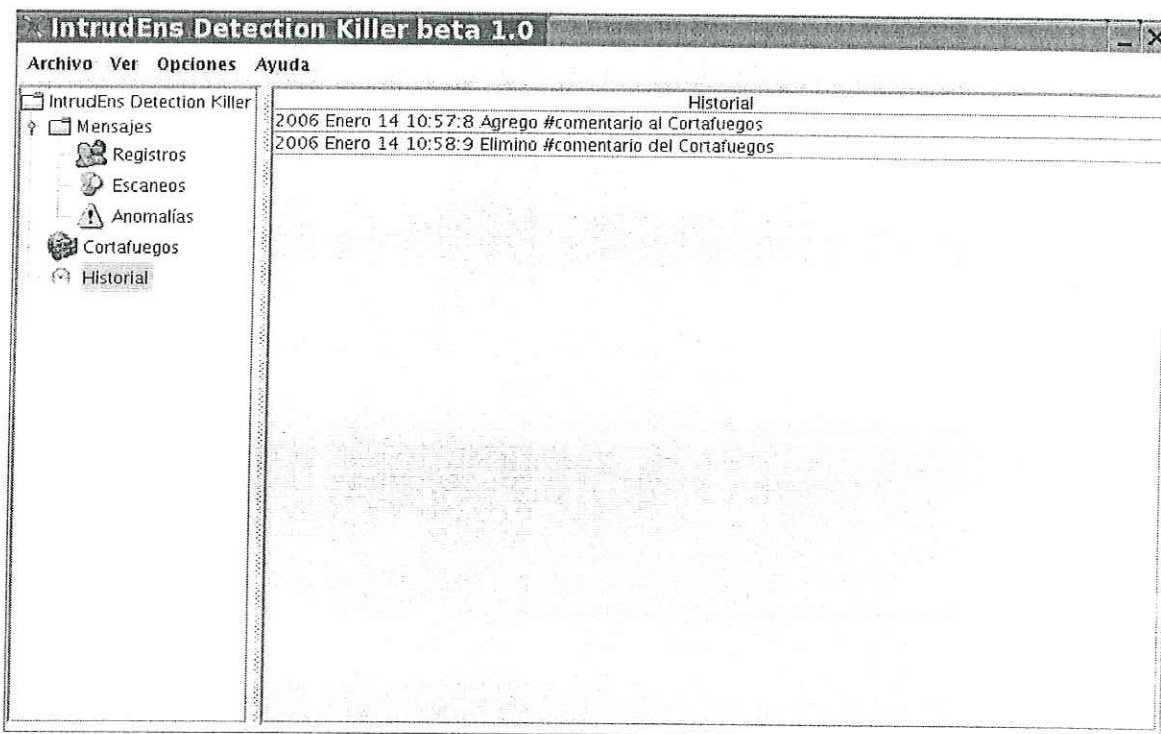 IntrudEns Detection Killer beta 1.0
Archivo Ver Opciones Ayuda
IntrudEns Detection Killer
Mensajes
Registros
Escaneos
Anomalías
Cortafuegos
Historial
Historial
2006 Enero 14 10:57:8 Agrego #comentario al Cortafuegos
2006 Enero 14 10:58:9 Elimino #comentario del Cortafuegos